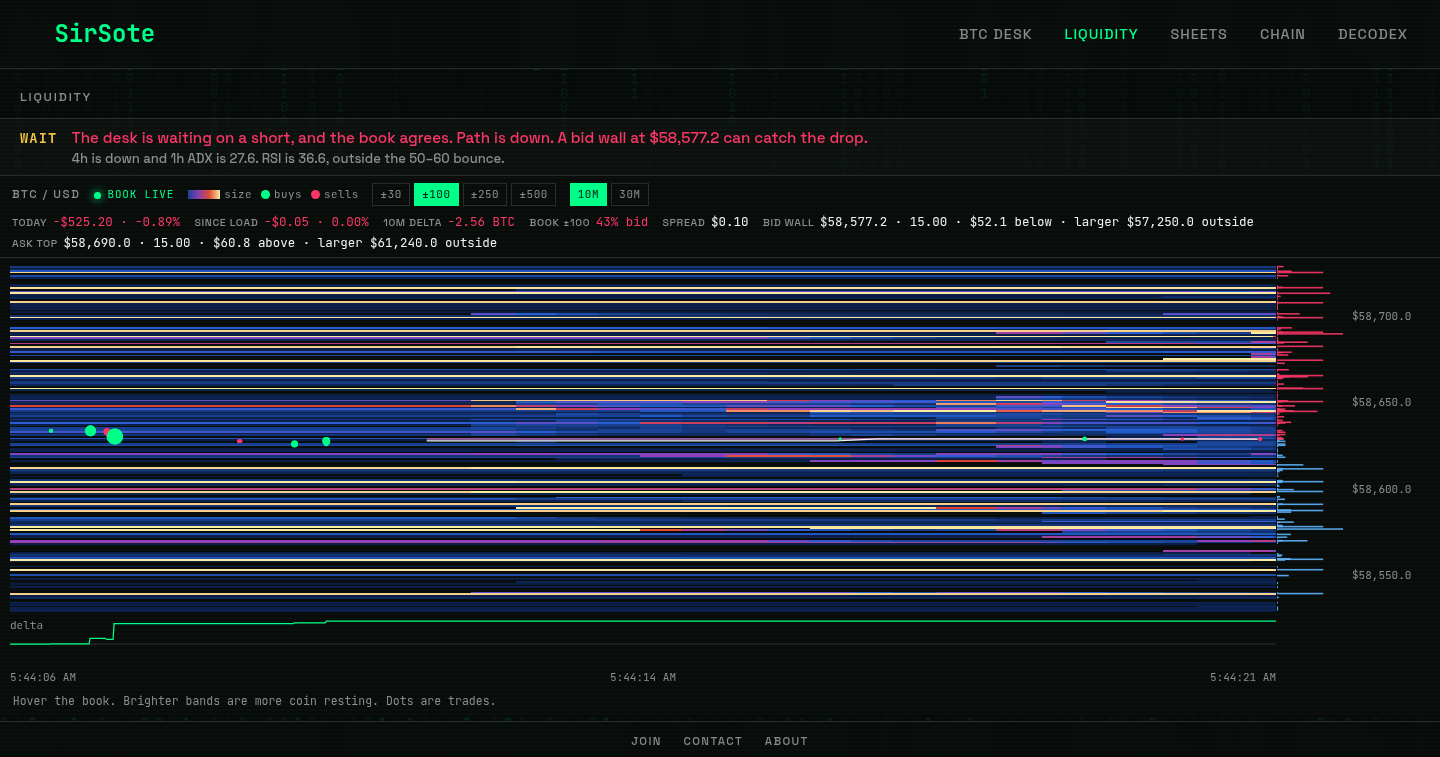 SirSote
BTC DESK LIQUIDITY SHEETS CHAIN DECODEX
LIQUIDITY
WAIT The desk is waiting on a short, and the book agrees. Path is down. A bid wall at $58,577.2 can catch the drop.
4h is down and 1h ADX is 27.6. RSI is 36.6, outside the 50–60 bounce.
BTC / USD BOOK LIVE size buys sells ±30 ±100 ±250 ±500 10M 30M
TODAY -$525.20 · -0.89% SINCE LOAD -$0.05 · 0.00% 10M DELTA -2.56 BTC BOOK ±100 43% bid SPREAD $0.10 BID WALL $58,577.2 · 15.00 · $52.1 below · larger $57,250.0 outside
ASK TOP $58,690.0 · 15.00 · $60.8 above · larger $61,240.0 outside
$58,700.0
$58,650.0
$58,600.0
$58,550.0
delta
5:44:06 AM 5:44:14 AM 5:44:21 AM
Hover the book. Brighter bands are more coin resting. Dots are trades.
JOIN CONTACT ABOUT